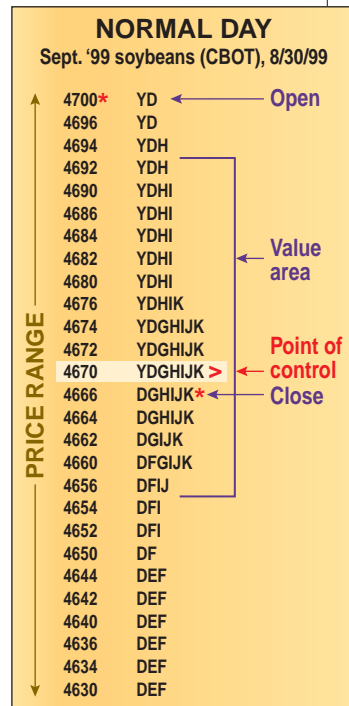 NORMAL DAY
Sept. '99 soybeans (CBOT), 8/30/99
4700* YD Open
4696 YD
4694 YDH
4692 YDH
4690 YDHI
4686 YDHI
4684 YDHI
4682 YDHI
4680 YDHI
Value
area
4676 YDHIK
4674 YDGHIJK
4672 YDGHIJK
4670 YDGHIJK >
Point of
control
4666 DGHIJK* Close
4664 DGHIJK
4662 DGIJK
4660 DFGIJK
4656 DFIJ
4654 DFI
4652 DFI
4650 DF
4644 DEF
4642 DEF
4640 DEF
4636 DEF
4634 DEF
4630 DEF
PRICE RANGE